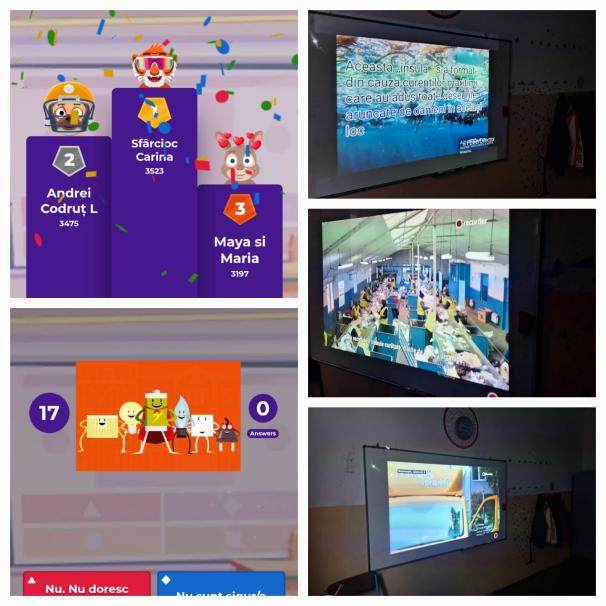 2
Andrei
Codruț L
3475
Sfârcioc
Carina
3523
3
Maya si
Maria
3197
Această „insulă” s-a format
din cauza curenților maritimi
care au adus toate deșeurile
aruncate de oameni în același
loc
recorder
17
0
Answers
Nu. Nu doresc
Nu sunt sigur/a